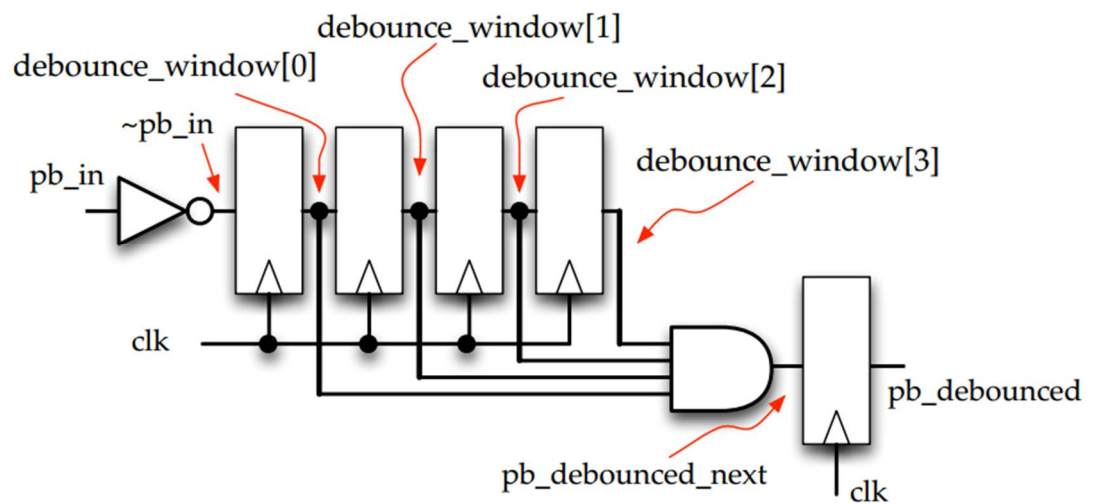 debounce_window[1]
debounce_window[0]
debounce_window[2]
~pb_in
debounce_window[3]
pb_in
clk
pb_debounced
pb_debounced_next
clk